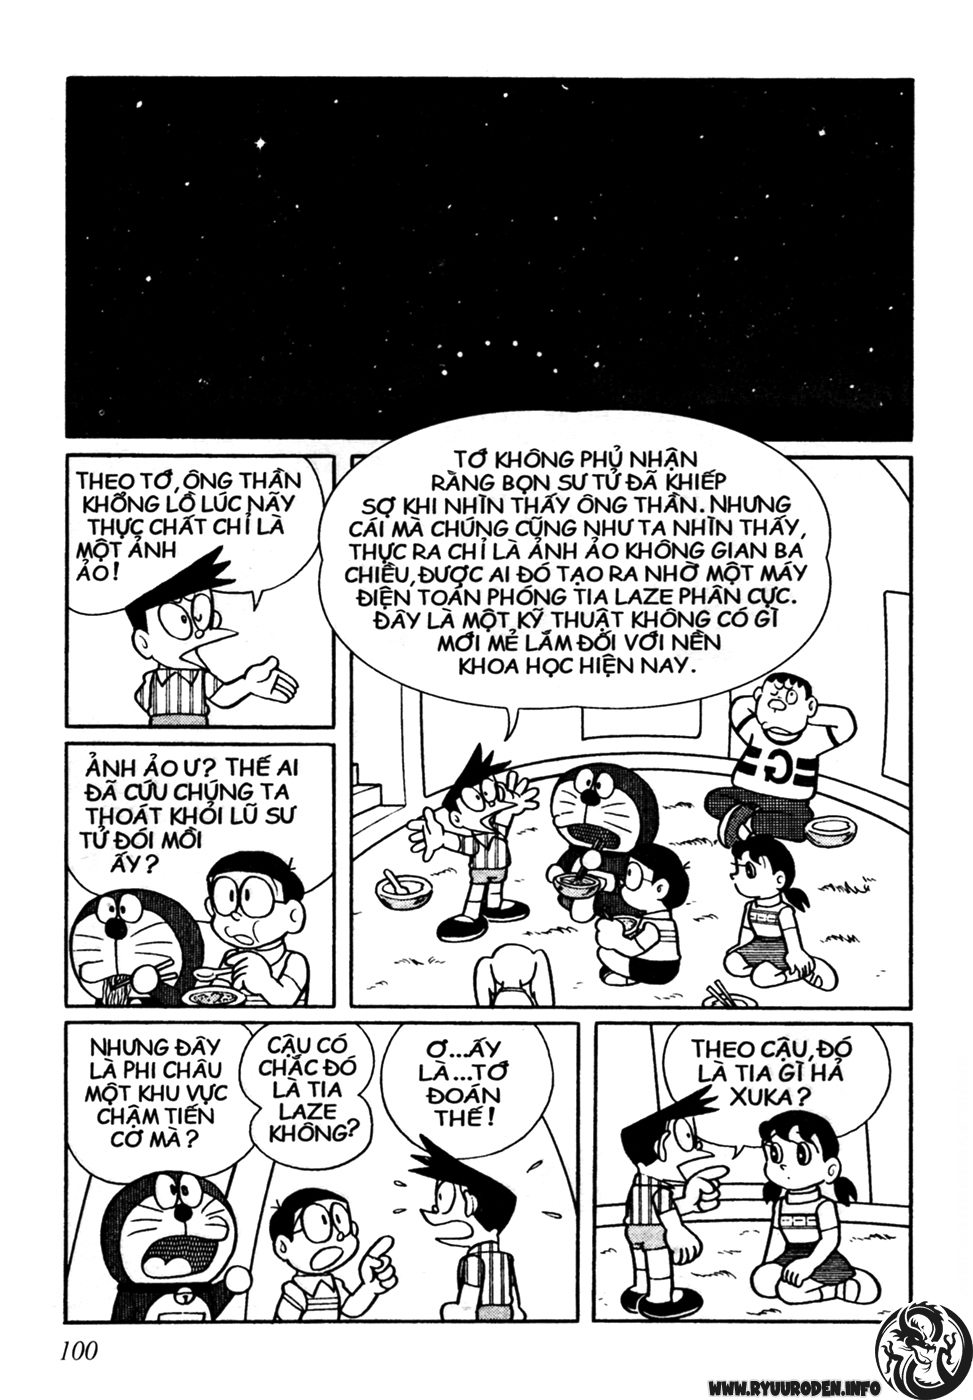 THEO TỚ, ÔNG THẦN
KHỔNG LỒ LÚC NÃY
THỰC CHẤT CHỈ LÀ
MỘT ẢNH
ẢO!
TỚ KHÔNG PHỦ NHẬN
RẰNG BỌN SƯ TỬ ĐÃ KHIẾP
SỢ KHI NHÌN THẤY ÔNG THẦN. NHƯNG
CÁI MÀ CHÚNG CŨNG NHƯ TA NHÌN THẤY,
THỰC RA CHỈ LÀ ẢNH ẢO KHÔNG GIAN BA
CHIỀU, ĐƯỢC AI ĐÓ TẠO RA NHỜ MỘT MÁY
ĐIỆN TOÁN PHÓNG TIA LAZE PHÂN CỰC.
ĐÂY LÀ MỘT KỸ THUẬT KHÔNG CÓ GÌ
MỚI MẺ LẮM ĐỐI VỚI NỀN
KHOA HỌC HIỆN NAY.
G
ẢNH ẢO Ư? THẾ AI
ĐÃ CỨU CHÚNG TA
THOÁT KHỎI LŨ SƯ
TỬ ĐÓI MỒI
ẤY?
NHƯNG ĐÂY
LÀ PHI CHÂU
MỘT KHU VỰC
CHẬM TIẾN
CƠ MÀ?
CẬU CÓ
CHẮC ĐÓ
LÀ TIA
LAZE
KHÔNG?
Ơ...ẤY
LÀ...TỚ
ĐOÁN
THẾ!
THEO CẬU, ĐÓ
LÀ TIA GÌ HẢ
XUKA?
100
WWW.RYUURODEN.INFO